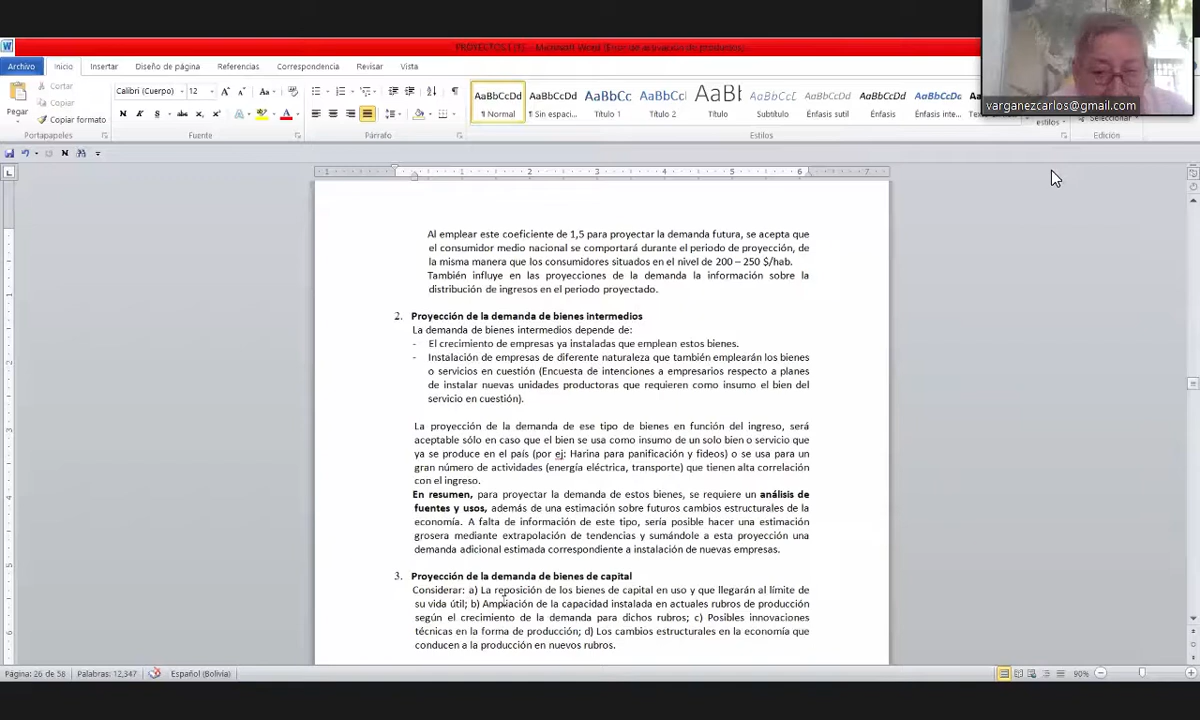 PROYECTOS I.ITC - Microsoft Word (Error de activación de productos)
Archivo Inicio Insertar Diseño de página Referencias Correspondencia Revisar Vista
Pegar
Cortar
Copiar
Copiar formato
Portapapeles
Calibri (Cuerpo) 12
Fuente
Párrafo
AaBbCcDd AaBbCcDd AaBbCc AaBbCc AaBb AaBbCcDd AaBbCcDd AaBbCcDd AaBbCcDd
¶ Normal ¶ Sin espaci... Título 1 Título 2 Título Subtítulo Énfasis sutil Énfasis Énfasis inte...
Estilos
estilos
Seleccionar
Edición
varganezcarlos@gmail.com
Al emplear este coeficiente de 1,5 para proyectar la demanda futura, se acepta que
el consumidor medio nacional se comportará durante el periodo de proyección, de
la misma manera que los consumidores situados en el nivel de 200 – 250 $/hab.
También influye en las proyecciones de la demanda la información sobre la
distribución de ingresos en el periodo proyectado.
2. Proyección de la demanda de bienes intermedios
La demanda de bienes intermedios depende de:
- El crecimiento de empresas ya instaladas que emplean estos bienes.
- Instalación de empresas de diferente naturaleza que también emplearán los bienes
o servicios en cuestión (Encuesta de intenciones a empresarios respecto a planes
de instalar nuevas unidades productoras que requieren como insumo el bien del
servicio en cuestión).
La proyección de la demanda de ese tipo de bienes en función del ingreso, será
aceptable sólo en caso que el bien se usa como insumo de un solo bien o servicio que
ya se produce en el país (por ej: Harina para panificación y fideos) o se usa para un
gran número de actividades (energía eléctrica, transporte) que tienen alta correlación
con el ingreso.
En resumen, para proyectar la demanda de estos bienes, se requiere un análisis de
fuentes y usos, además de una estimación sobre futuros cambios estructurales de la
economía. A falta de información de este tipo, sería posible hacer una estimación
grosera mediante extrapolación de tendencias y sumándole a esta proyección una
demanda adicional estimada correspondiente a instalación de nuevas empresas.
3. Proyección de la demanda de bienes de capital
Considerar: a) La reposición de los bienes de capital en uso y que llegarán al límite de
su vida útil; b) Ampliación de la capacidad instalada en actuales rubros de producción
según el crecimiento de la demanda para dichos rubros; c) Posibles innovaciones
técnicas en la forma de producción; d) Los cambios estructurales en la economía que
conducen a la producción en nuevos rubros.
Página: 26 de 58 Palabras: 12,347 Español (Bolivia) 90%